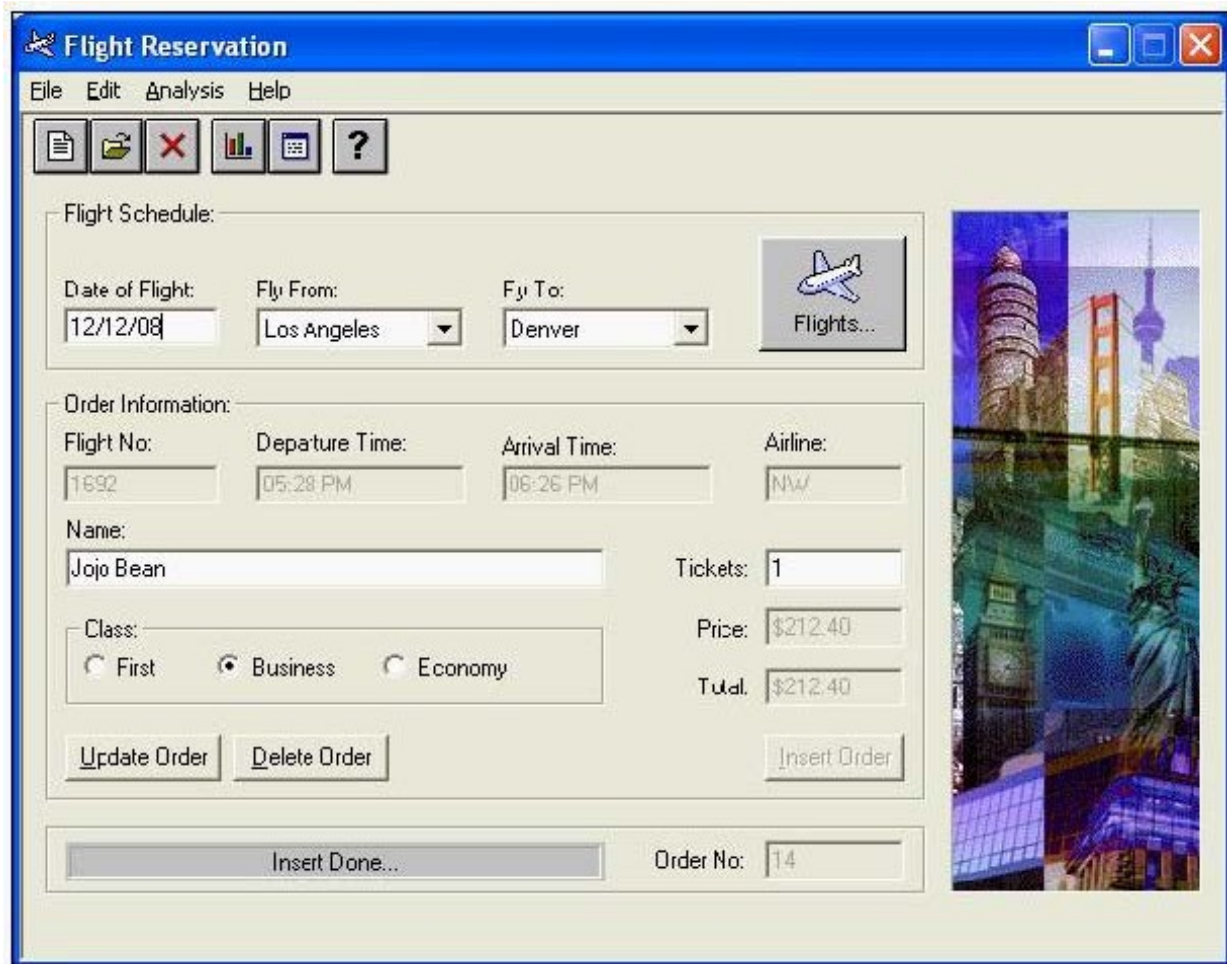 Flight Reservation
File Edit Analysis Help
?
Flight Schedule:
Date of Flight: Fly From: Fly To:
12/12/08 Los Angeles Denver Flights...
Order Information:
Flight No: Depature Time: Arrival Time: Airline:
1692 05:28 PM 06:26 PM NW
Name:
Jojo Bean Tickets: 1
Class: Price: $212.40
First Business Economy
Total: $212.40
Update Order Delete Order Insert Order
Insert Done... Order No: 14